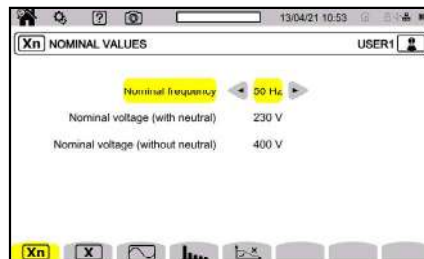 13/04/21 10:53
Xn NOMINAL VALUES USER1
Nominal frequency 50 Hz
Nominal voltage (with neutral) 230 V
Nominal voltage (without neutral) 400 V
Xn X